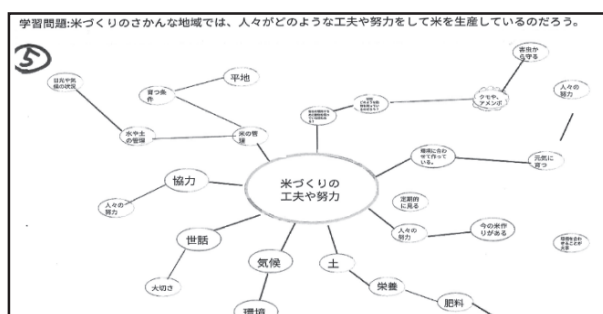 学習問題:米づくりのさかんな地域では、人々がどのような工夫や努力をして米を生産しているのだろう。
⑤
害虫か
ら守る
日光や気
候の状況
育つ条
件
平地
クモや、
アメンボ
人々の
努力
水や土
の管理
米の管
理
環境に合わ
せて作って
いる。
元気に
育つ
米づくりの
工夫や努力
協力
人々の
努力
定期的
に見る
人々の
努力
今の米作
りがある
世話
大切さ
気候
環境
土
栄養
肥料